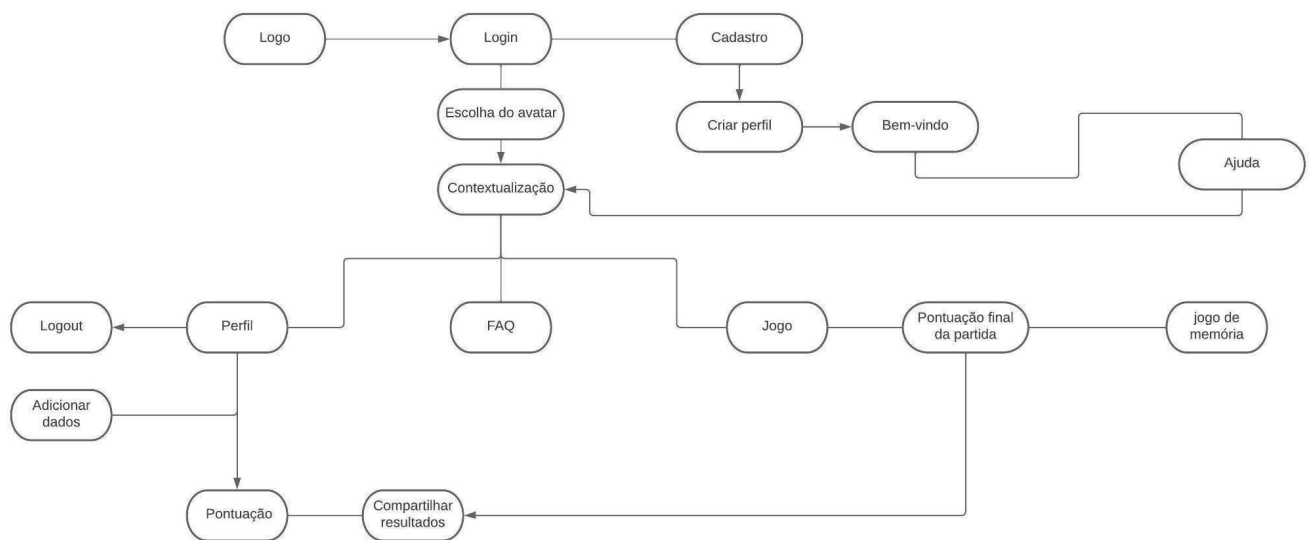 Logo
Login
Cadastro
Escolha do avatar
Criar perfil
Bem-vindo
Ajuda
Contextualização
Logout
Perfil
FAQ
Jogo
Pontuação final
da partida
jogo de
memória
Adicionar
dados
Pontuação
Compartilhar
resultados